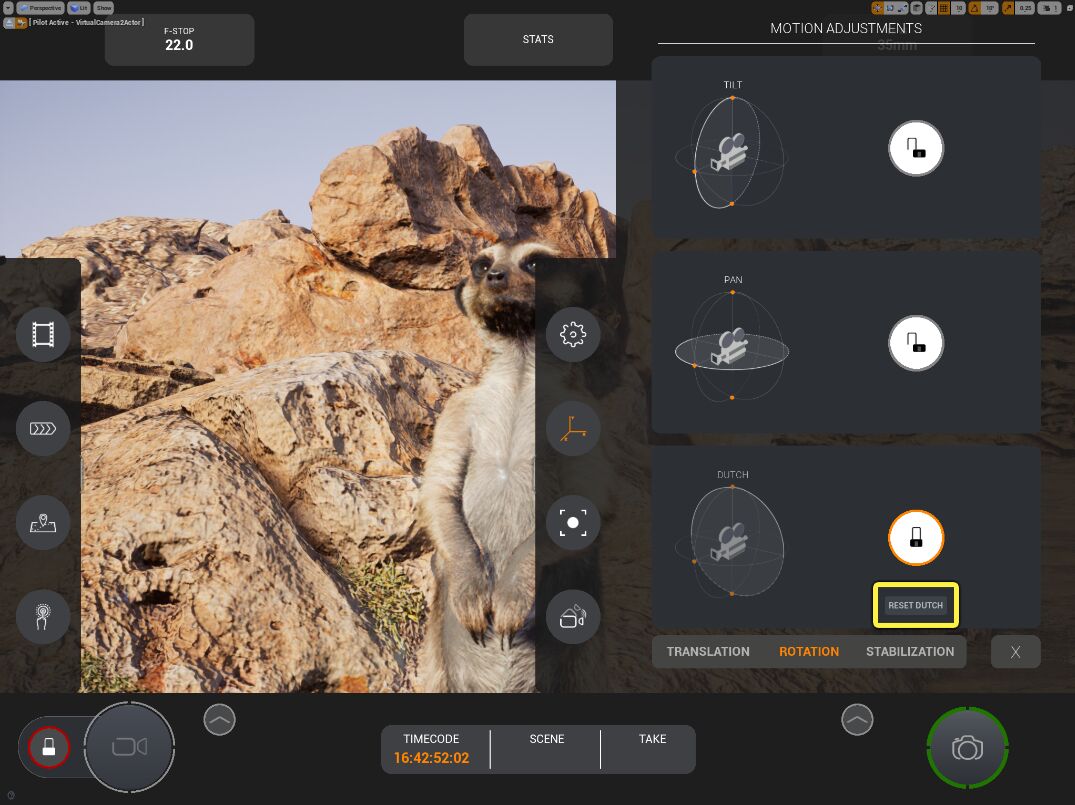 Perspective
Lit
Show
10
10°
0.25
1
[ Pilot Active - VirtualCamera2Actor ]
F-STOP
22.0
STATS
MOTION ADJUSTMENTS
35mm
TILT
PAN
DUTCH
RESET DUTCH
TRANSLATION
ROTATION
STABILIZATION
X
TIMECODE
16:42:52:02
SCENE
TAKE